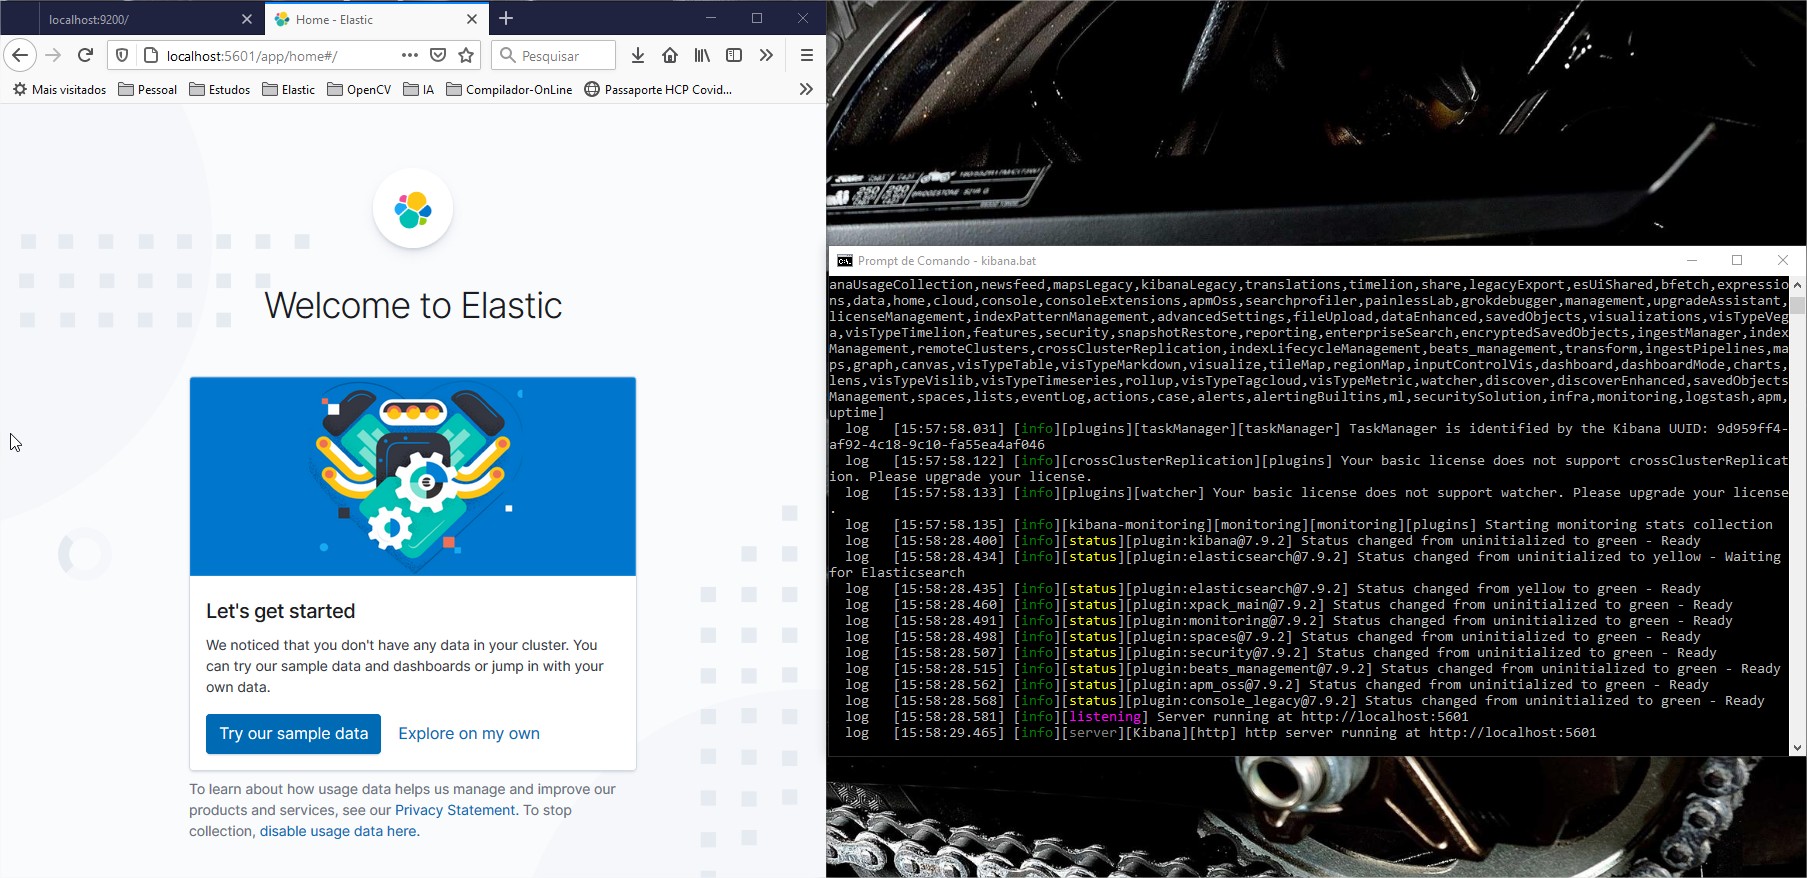 localhost:9200/
Home - Elastic
localhost:5601/app/home#/
Pesquisar
Mais visitados
Pessoal
Estudos
Elastic
OpenCV
IA
Compilador-OnLine
Passaporte HCP Covid...
Welcome to Elastic
Let's get started
We noticed that you don't have any data in your cluster. You
can try our sample data and dashboards or jump in with your
own data.
Try our sample data
Explore on my own
To learn about how usage data helps us manage and improve our
products and services, see our Privacy Statement. To stop
collection, disable usage data here.
250 290
BRIDGESTONE
Prompt de Comando - kibana.bat
anaUsageCollection,newsfeed,mapsLegacy,kibanaLegacy,translations,timelion,share,legacyExport,esUiShared,bfetch,expressio
ns,data,home,cloud,console,consoleExtensions,apmOss,searchprofiler,painlessLab,grokdebugger,management,upgradeAssistant,
licenseManagement,indexPatternManagement,advancedSettings,fileUpload,dataEnhanced,savedObjects,visualizations,visTypeVeg
a,visTypeTimelion,features,security,snapshotRestore,reporting,enterpriseSearch,encryptedSavedObjects,ingestManager,index
Management,remoteClusters,crossClusterReplication,indexLifecycleManagement,beats_management,transform,ingestPipelines,ma
ps,graph,canvas,visTypeTable,visTypeMarkdown,visualize,tileMap,regionMap,inputControlVis,dashboard,dashboardMode,charts,
lens,visTypeVislib,visTypeTimeseries,rollup,visTypeTagcloud,visTypeMetric,watcher,discover,discoverEnhanced,savedObjects
Management,spaces,lists,eventLog,actions,case,alerts,alertingBuiltins,ml,securitySolution,infra,monitoring,logstash,apm,
uptime]
log [15:57:58.031] [info][plugins][taskManager][taskManager] TaskManager is identified by the Kibana UUID: 9d959ff4-
af92-4c18-9c10-fa55ea4af046
log [15:57:58.122] [info][crossClusterReplication][plugins] Your basic license does not support crossClusterReplicat
ion. Please upgrade your license.
log [15:57:58.133] [info][plugins][watcher] Your basic license does not support watcher. Please upgrade your license
.
log [15:57:58.135] [info][kibana-monitoring][monitoring][monitoring][plugins] Starting monitoring stats collection
log [15:58:28.400] [info][status][plugin:kibana@7.9.2] Status changed from uninitialized to green - Ready
log [15:58:28.434] [info][status][plugin:elasticsearch@7.9.2] Status changed from uninitialized to yellow - Waiting
for Elasticsearch
log [15:58:28.435] [info][status][plugin:elasticsearch@7.9.2] Status changed from yellow to green - Ready
log [15:58:28.460] [info][status][plugin:xpack_main@7.9.2] Status changed from uninitialized to green - Ready
log [15:58:28.491] [info][status][plugin:monitoring@7.9.2] Status changed from uninitialized to green - Ready
log [15:58:28.498] [info][status][plugin:spaces@7.9.2] Status changed from uninitialized to green - Ready
log [15:58:28.507] [info][status][plugin:security@7.9.2] Status changed from uninitialized to green - Ready
log [15:58:28.515] [info][status][plugin:beats_management@7.9.2] Status changed from uninitialized to green - Ready
log [15:58:28.562] [info][status][plugin:apm_oss@7.9.2] Status changed from uninitialized to green - Ready
log [15:58:28.568] [info][status][plugin:console_legacy@7.9.2] Status changed from uninitialized to green - Ready
log [15:58:28.581] [info][listening] Server running at http://localhost:5601
log [15:58:29.465] [info][server][Kibana][http] http server running at http://localhost:5601